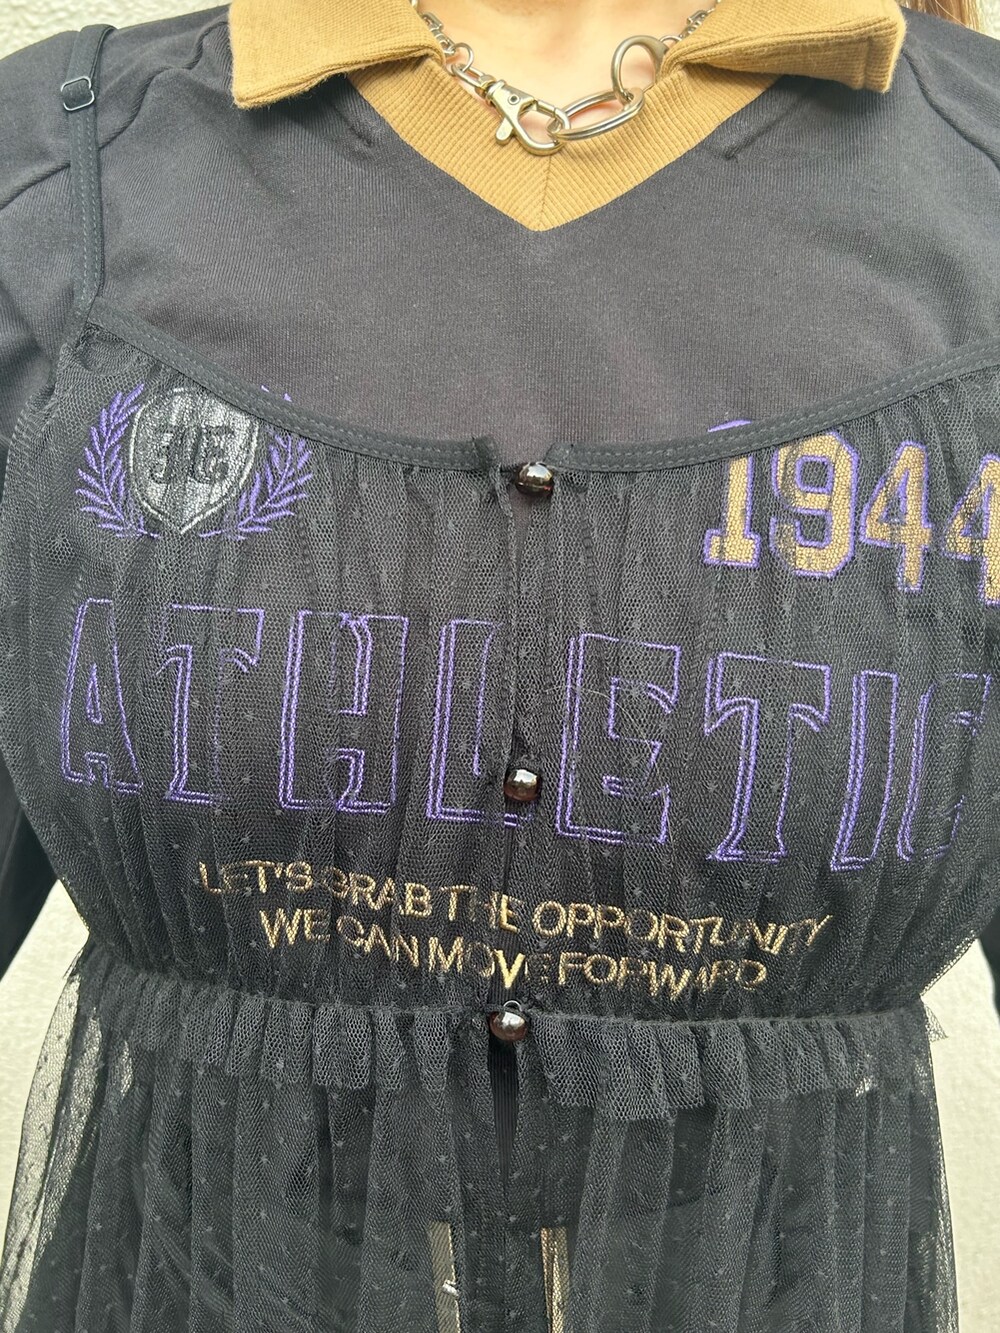 1944
ATHLETIC
LET'S GRAB THE OPPORTUNITY
WE CAN MOVE FORWARD